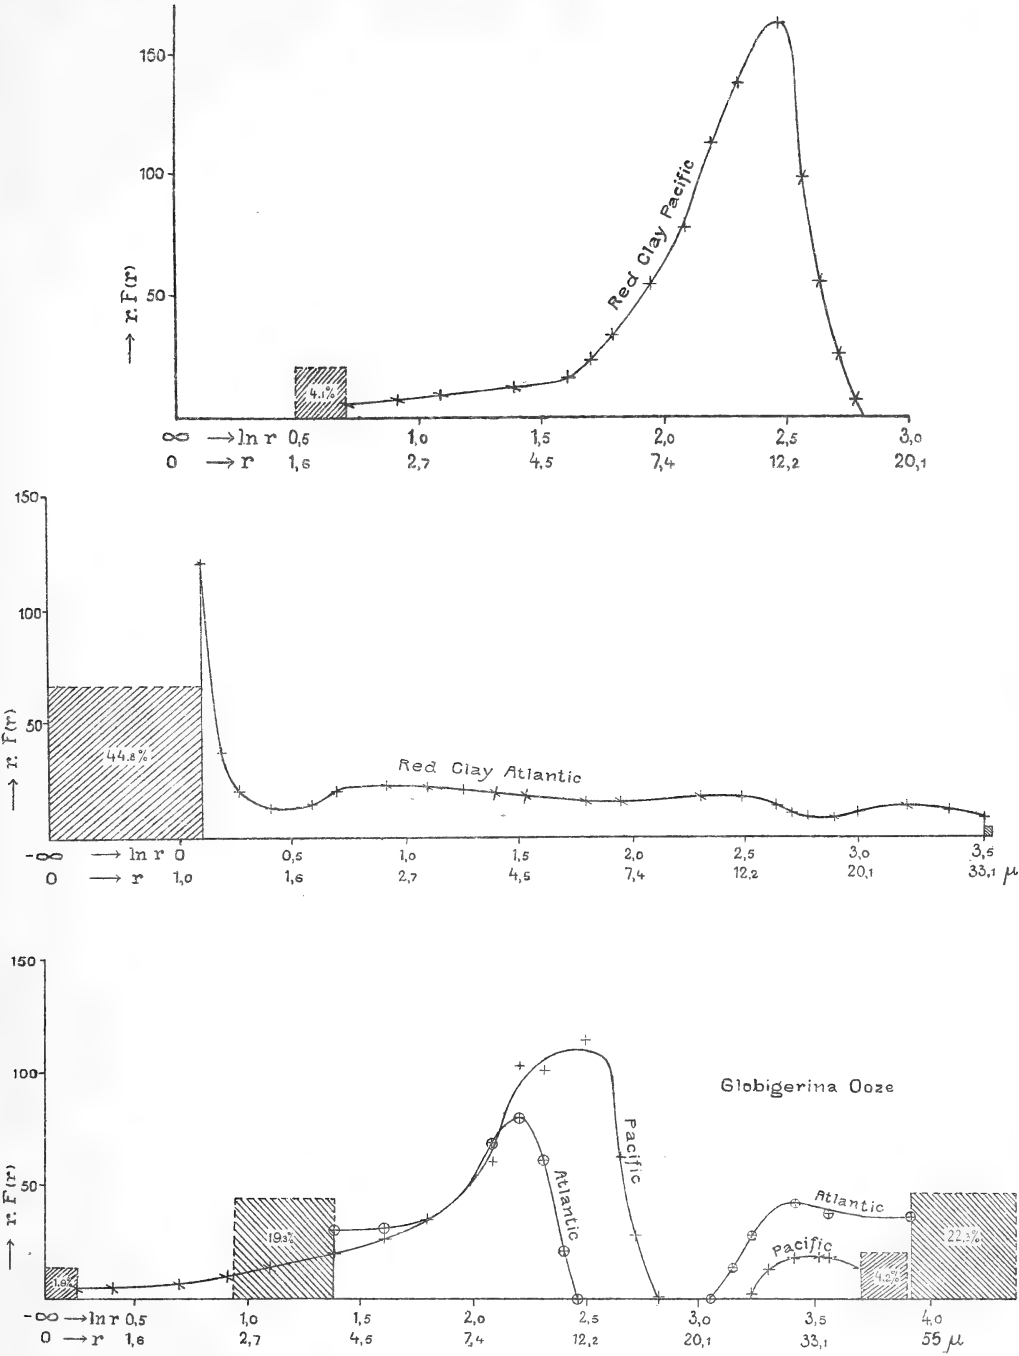 150
100
50
→ r. F(r)
Red Clay Pacific
4.1%
∞ → ln r 0,5 1,0 1,5 2,0 2,5 3,0
0 → r 1,6 2,7 4,5 7,4 12,2 20,1
150
100
50
→ r. F(r)
44.8%
Red Clay Atlantic
-∞ → ln r 0 0,5 1,0 1,5 2,0 2,5 3,0 3,5
0 → r 1,0 1,6 2,7 4,5 7,4 12,2 20,1 33,1 μ
150
100
50
→ r. F(r)
Globigerina Ooze
Pacific
Atlantic
Atlantic
Pacific
19.3%
22.3%
4.2%
-∞ → ln r 0,5 1,0 1,5 2,0 2,5 3,0 3,5 4,0
0 → r 1,6 2,7 4,5 7,4 12,2 20,1 33,1 55 μ